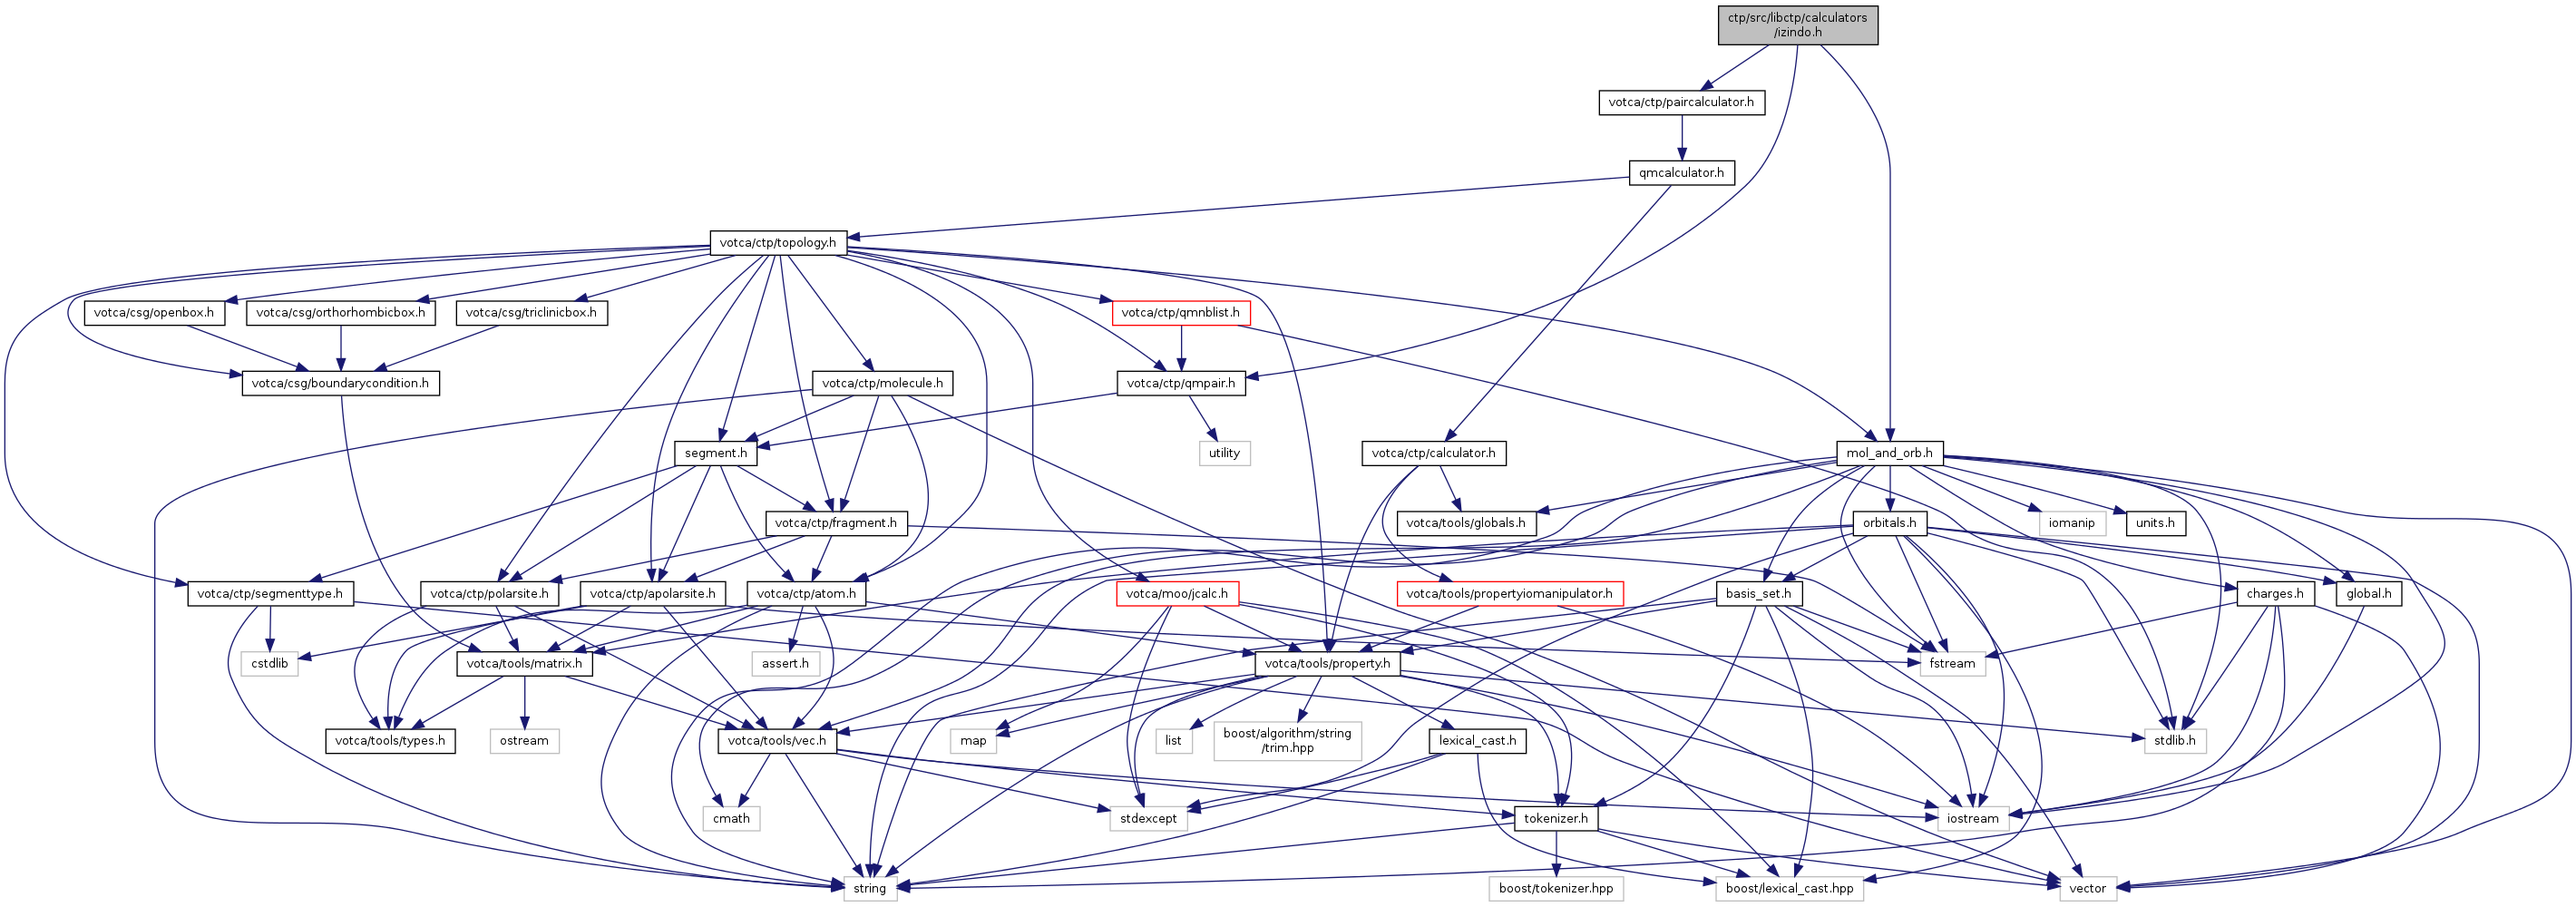 ctp/src/libctp/calculators
/izindo.h
votca/ctp/paircalculator.h
qmcalculator.h
votca/ctp/topology.h
votca/csg/openbox.h
votca/csg/orthorhombicbox.h
votca/csg/triclinicbox.h
votca/ctp/qmnblist.h
votca/csg/boundarycondition.h
votca/ctp/molecule.h
votca/ctp/qmpair.h
segment.h
utility
votca/ctp/calculator.h
mol_and_orb.h
votca/ctp/fragment.h
votca/tools/globals.h
orbitals.h
iomanip
units.h
votca/ctp/segmenttype.h
votca/ctp/polarsite.h
votca/ctp/apolarsite.h
votca/ctp/atom.h
votca/moo/jcalc.h
votca/tools/propertyiomanipulator.h
basis_set.h
charges.h
global.h
cstdlib
votca/tools/matrix.h
assert.h
votca/tools/property.h
fstream
votca/tools/types.h
ostream
votca/tools/vec.h
map
list
boost/algorithm/string
/trim.hpp
lexical_cast.h
stdlib.h
cmath
stdexcept
tokenizer.h
iostream
string
boost/tokenizer.hpp
boost/lexical_cast.hpp
vector